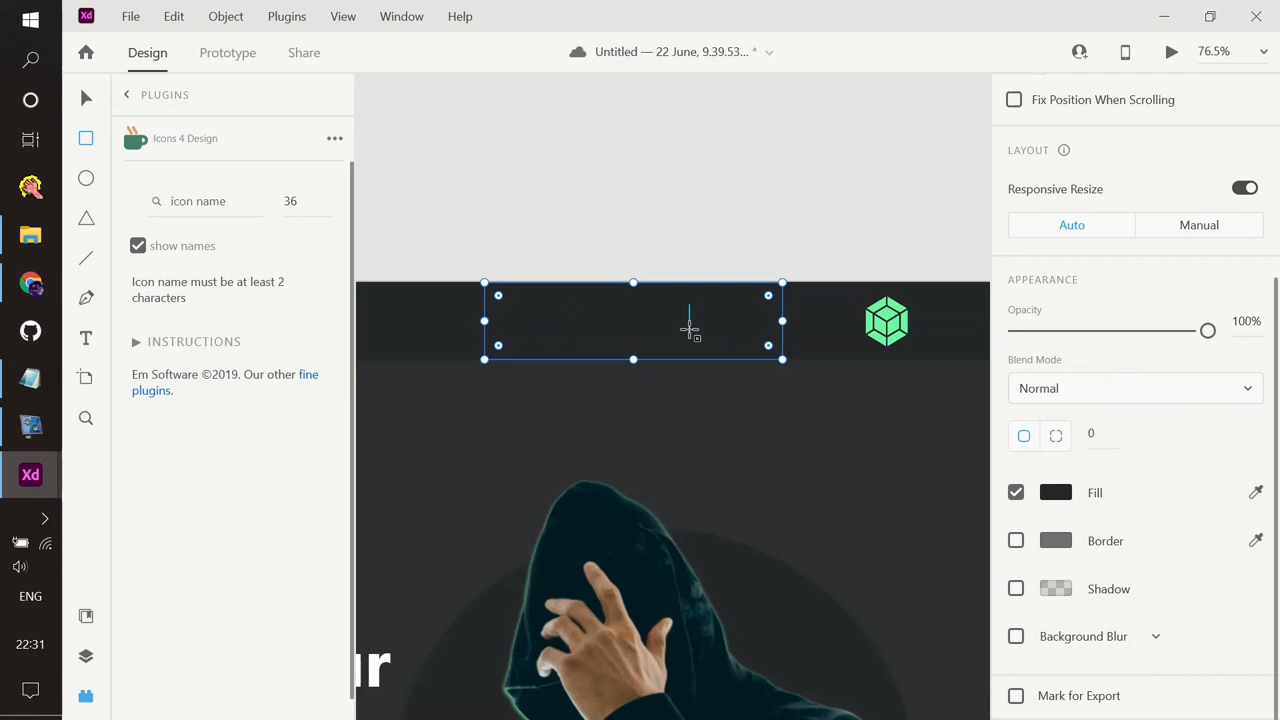 Xd File Edit Object Plugins View Window Help
Design Prototype Share Untitled — 22 June, 9.39.53... * 76.5%
PLUGINS
Icons 4 Design •••
icon name 36
show names
Icon name must be at least 2
characters
INSTRUCTIONS
Em Software ©2019. Our other fine
plugins.
ur
Fix Position When Scrolling
LAYOUT
Responsive Resize
Auto Manual
APPEARANCE
Opacity
100%
Blend Mode
Normal
0
Fill
Border
Shadow
Background Blur
Mark for Export
Xd
ENG
22:31